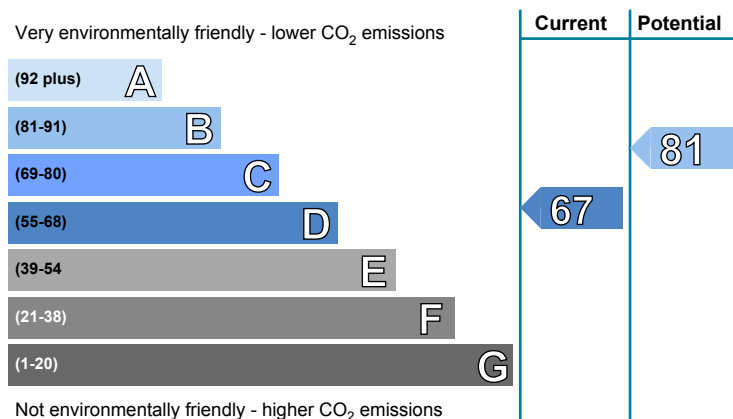 Very environmentally friendly - lower CO₂ emissions
Current
Potential
(92 plus) A
(81-91) B
(69-80) C
(55-68) D
(39-54 E
(21-38) F
(1-20) G
67
81
Not environmentally friendly - higher CO₂ emissions